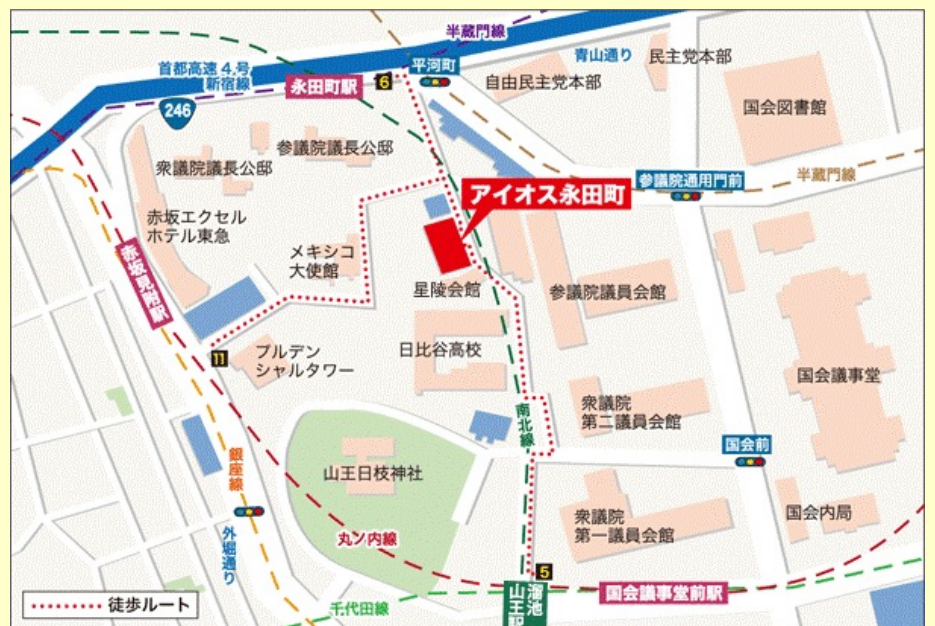 半蔵門線
首都高速4号
新宿線
246
永田町駅
6
平河町
自由民主党本部
青山通り
民主党本部
国会図書館
衆議院議長公邸
参議院議長公邸
参議院通用門前
半蔵門線
赤坂エクセル
ホテル東急
アイオス永田町
赤坂見附駅
メキシコ
大使館
星陵会館
参議院議員会館
11
プルデン
シャルタワー
日比谷高校
国会議事堂
南北線
衆議院
第二議員会館
国会前
銀座線
山王日枝神社
衆議院
第一議員会館
国会内局
外堀通り
丸ノ内線
5
溜池
山王駅
国会議事堂前駅
徒歩ルート
千代田線